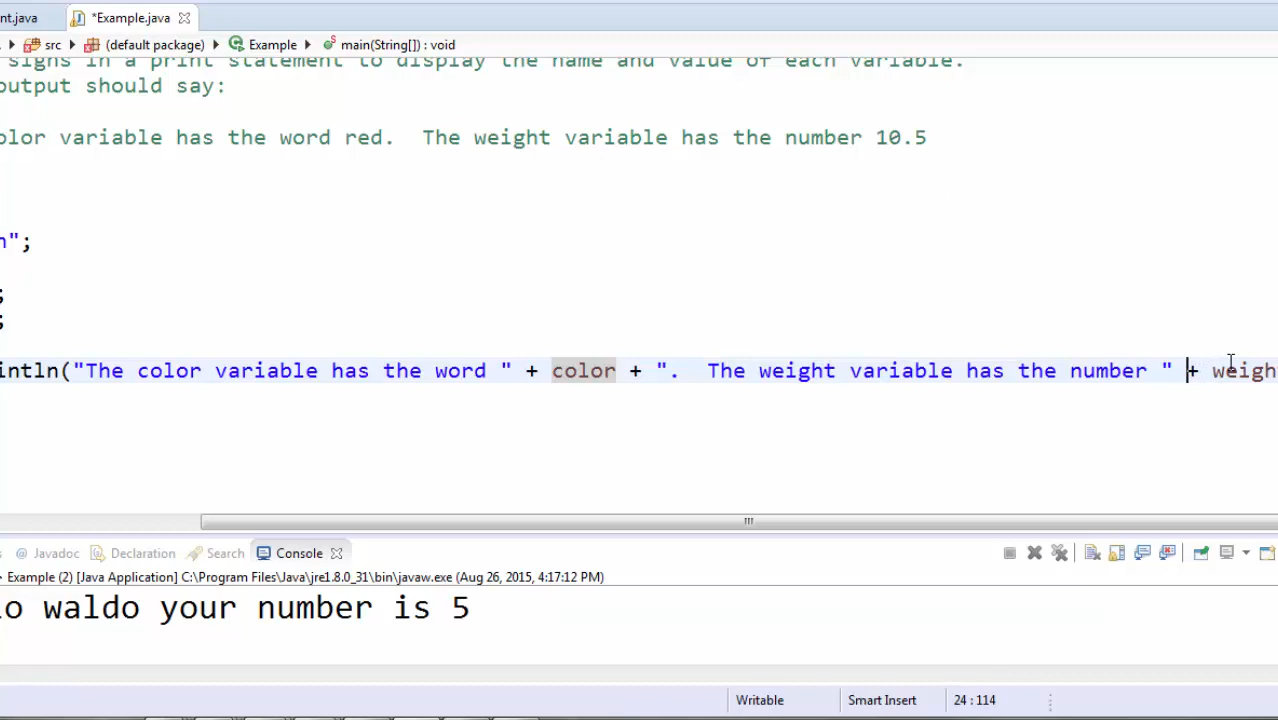 nt.java *Example.java
src (default package) Example main(String[]) : void
signs in a print statement to display the name and value of each variable.
output should say:
olor variable has the word red.  The weight variable has the number 10.5
n";
;
;
intln("The color variable has the word " + color + ".  The weight variable has the number " + weigh
s @ Javadoc Declaration Search Console
Example (2) [Java Application] C:\Program Files\Java\jre1.8.0_31\bin\javaw.exe (Aug 26, 2015, 4:17:12 PM)
lo waldo your number is 5
Writable Smart Insert 24 : 114